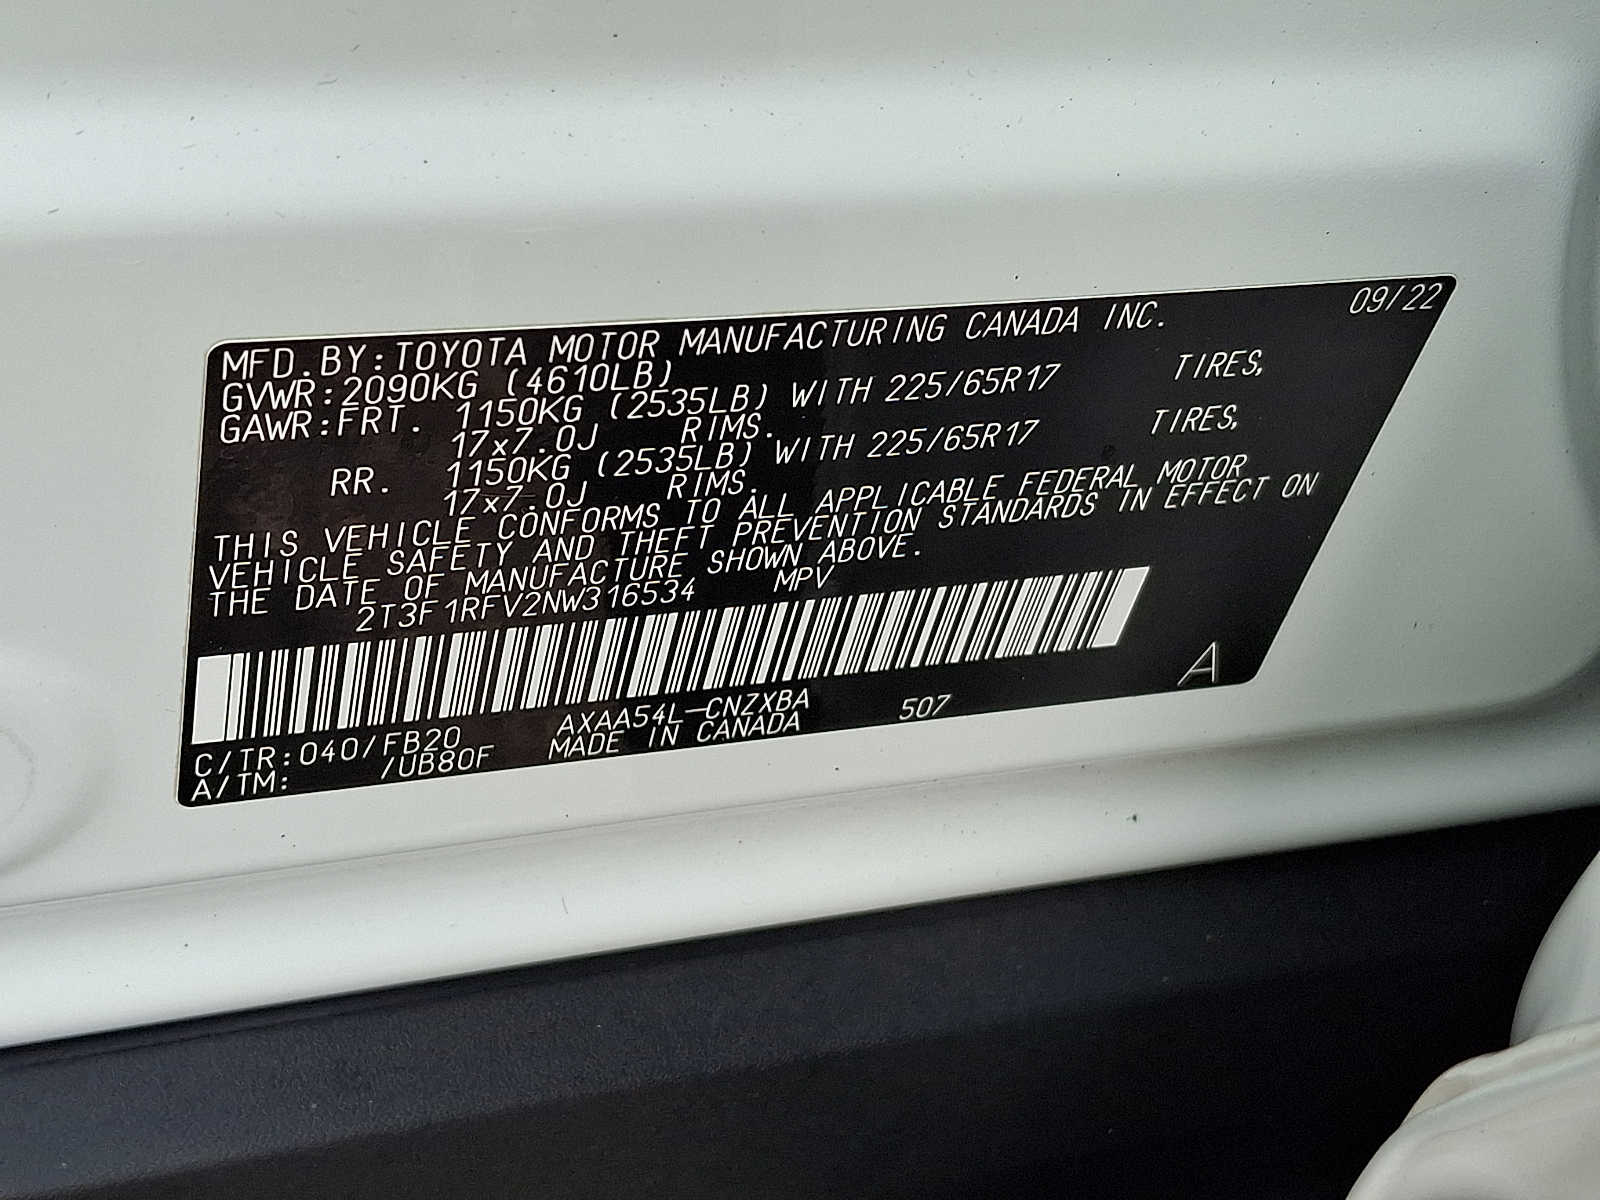 MFD.BY:TOYOTA MOTOR MANUFACTURING CANADA INC. 09/22
GVWR:2090KG (4610LB)
GAWR:FRT. 1150KG (2535LB) WITH 225/65R17 TIRES,
17x7.0J RIMS.
RR. 1150KG (2535LB) WITH 225/65R17 TIRES,
17x7.0J RIMS.
THIS VEHICLE CONFORMS TO ALL APPLICABLE FEDERAL MOTOR
VEHICLE SAFETY AND THEFT PREVENTION STANDARDS IN EFFECT ON
THE DATE OF MANUFACTURE SHOWN ABOVE.
2T3F1RFV2NW316534 MPV
A
C/TR:040/FB20 AXAA54L-CNZXBA 507
A/TM: /UB80F MADE IN CANADA